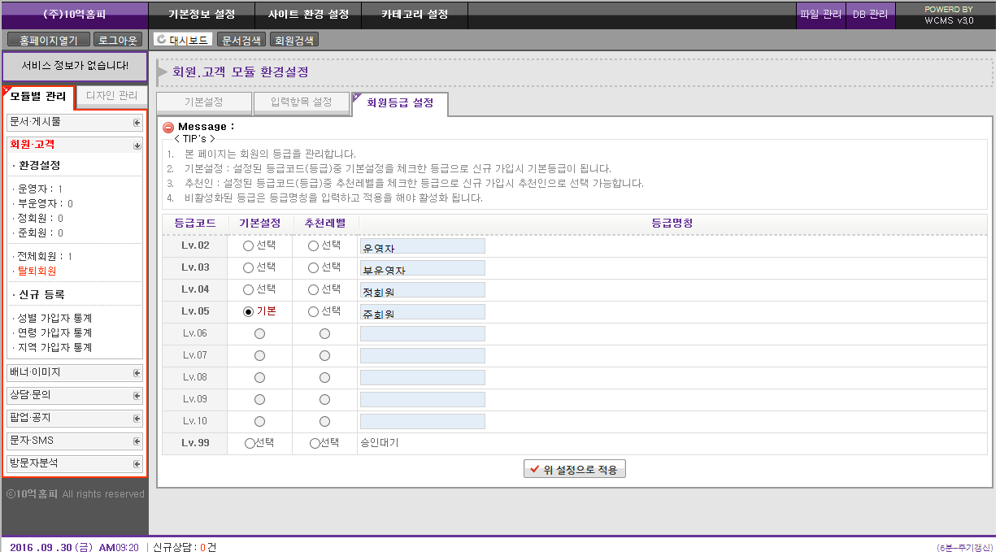 (주)10억홈피 기본정보 설정 사이트 환경 설정 카테고리 설정 파일 관리 DB 관리 POWERD BY
WCMS v3.0
홈페이지열기 로그아웃 대시보드 문서검색 회원검색
서비스 정보가 없습니다!
모듈별 관리 디자인 관리
문서·게시물
회원·고객
· 환경설정
· 운영자 : 1
· 부운영자 : 0
· 정회원 : 0
· 준회원 : 0
· 전체회원 : 1
· 탈퇴회원
· 신규 등록
· 성별 가입자 통계
· 연령 가입자 통계
· 지역 가입자 통계
배너·이미지
상담·문의
팝업·공지
문자·SMS
방문자분석
ⓒ10억홈피 All rights reserved
회원.고객 모듈 환경설정
기본설정 입력항목 설정 회원등급 설정
Message :
< TIP's >
1. 본 페이지는 회원의 등급을 관리합니다.
2. 기본설정 : 설정된 등급코드(등급)중 기본설정을 체크한 등급으로 신규 가입시 기본등급이 됩니다.
3. 추천인 : 설정된 등급코드(등급)중 추천레벨을 체크한 등급으로 신규 가입시 추천인으로 선택 가능합니다.
4. 비활성화된 등급은 등급명칭을 입력하고 적용을 해야 활성화 됩니다.
등급코드 기본설정 추천레벨 등급명칭
Lv.02 선택 선택 운영자
Lv.03 선택 선택 부운영자
Lv.04 선택 선택 정회원
Lv.05 기본 선택 준회원
Lv.06
Lv.07
Lv.08
Lv.09
Lv.10
Lv.99 선택 선택 승인대기
위 설정으로 적용
2016 .09 .30 (금) AM09:20 | 신규상담 : 0 건 (6분-주기갱신)